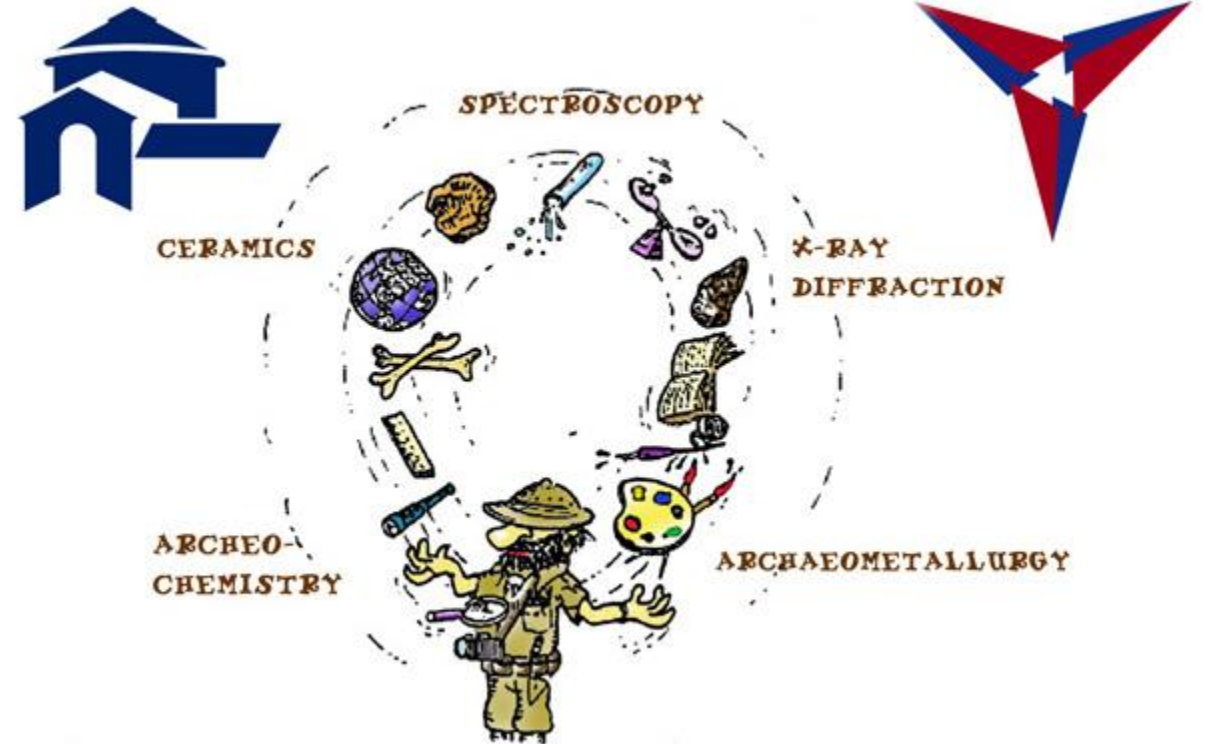 SPECTROSCOPY
CERAMICS
X-RAY
DIFFRACTION
ARCHEO-
CHEMISTRY
ARCHAEOMETALLURGY